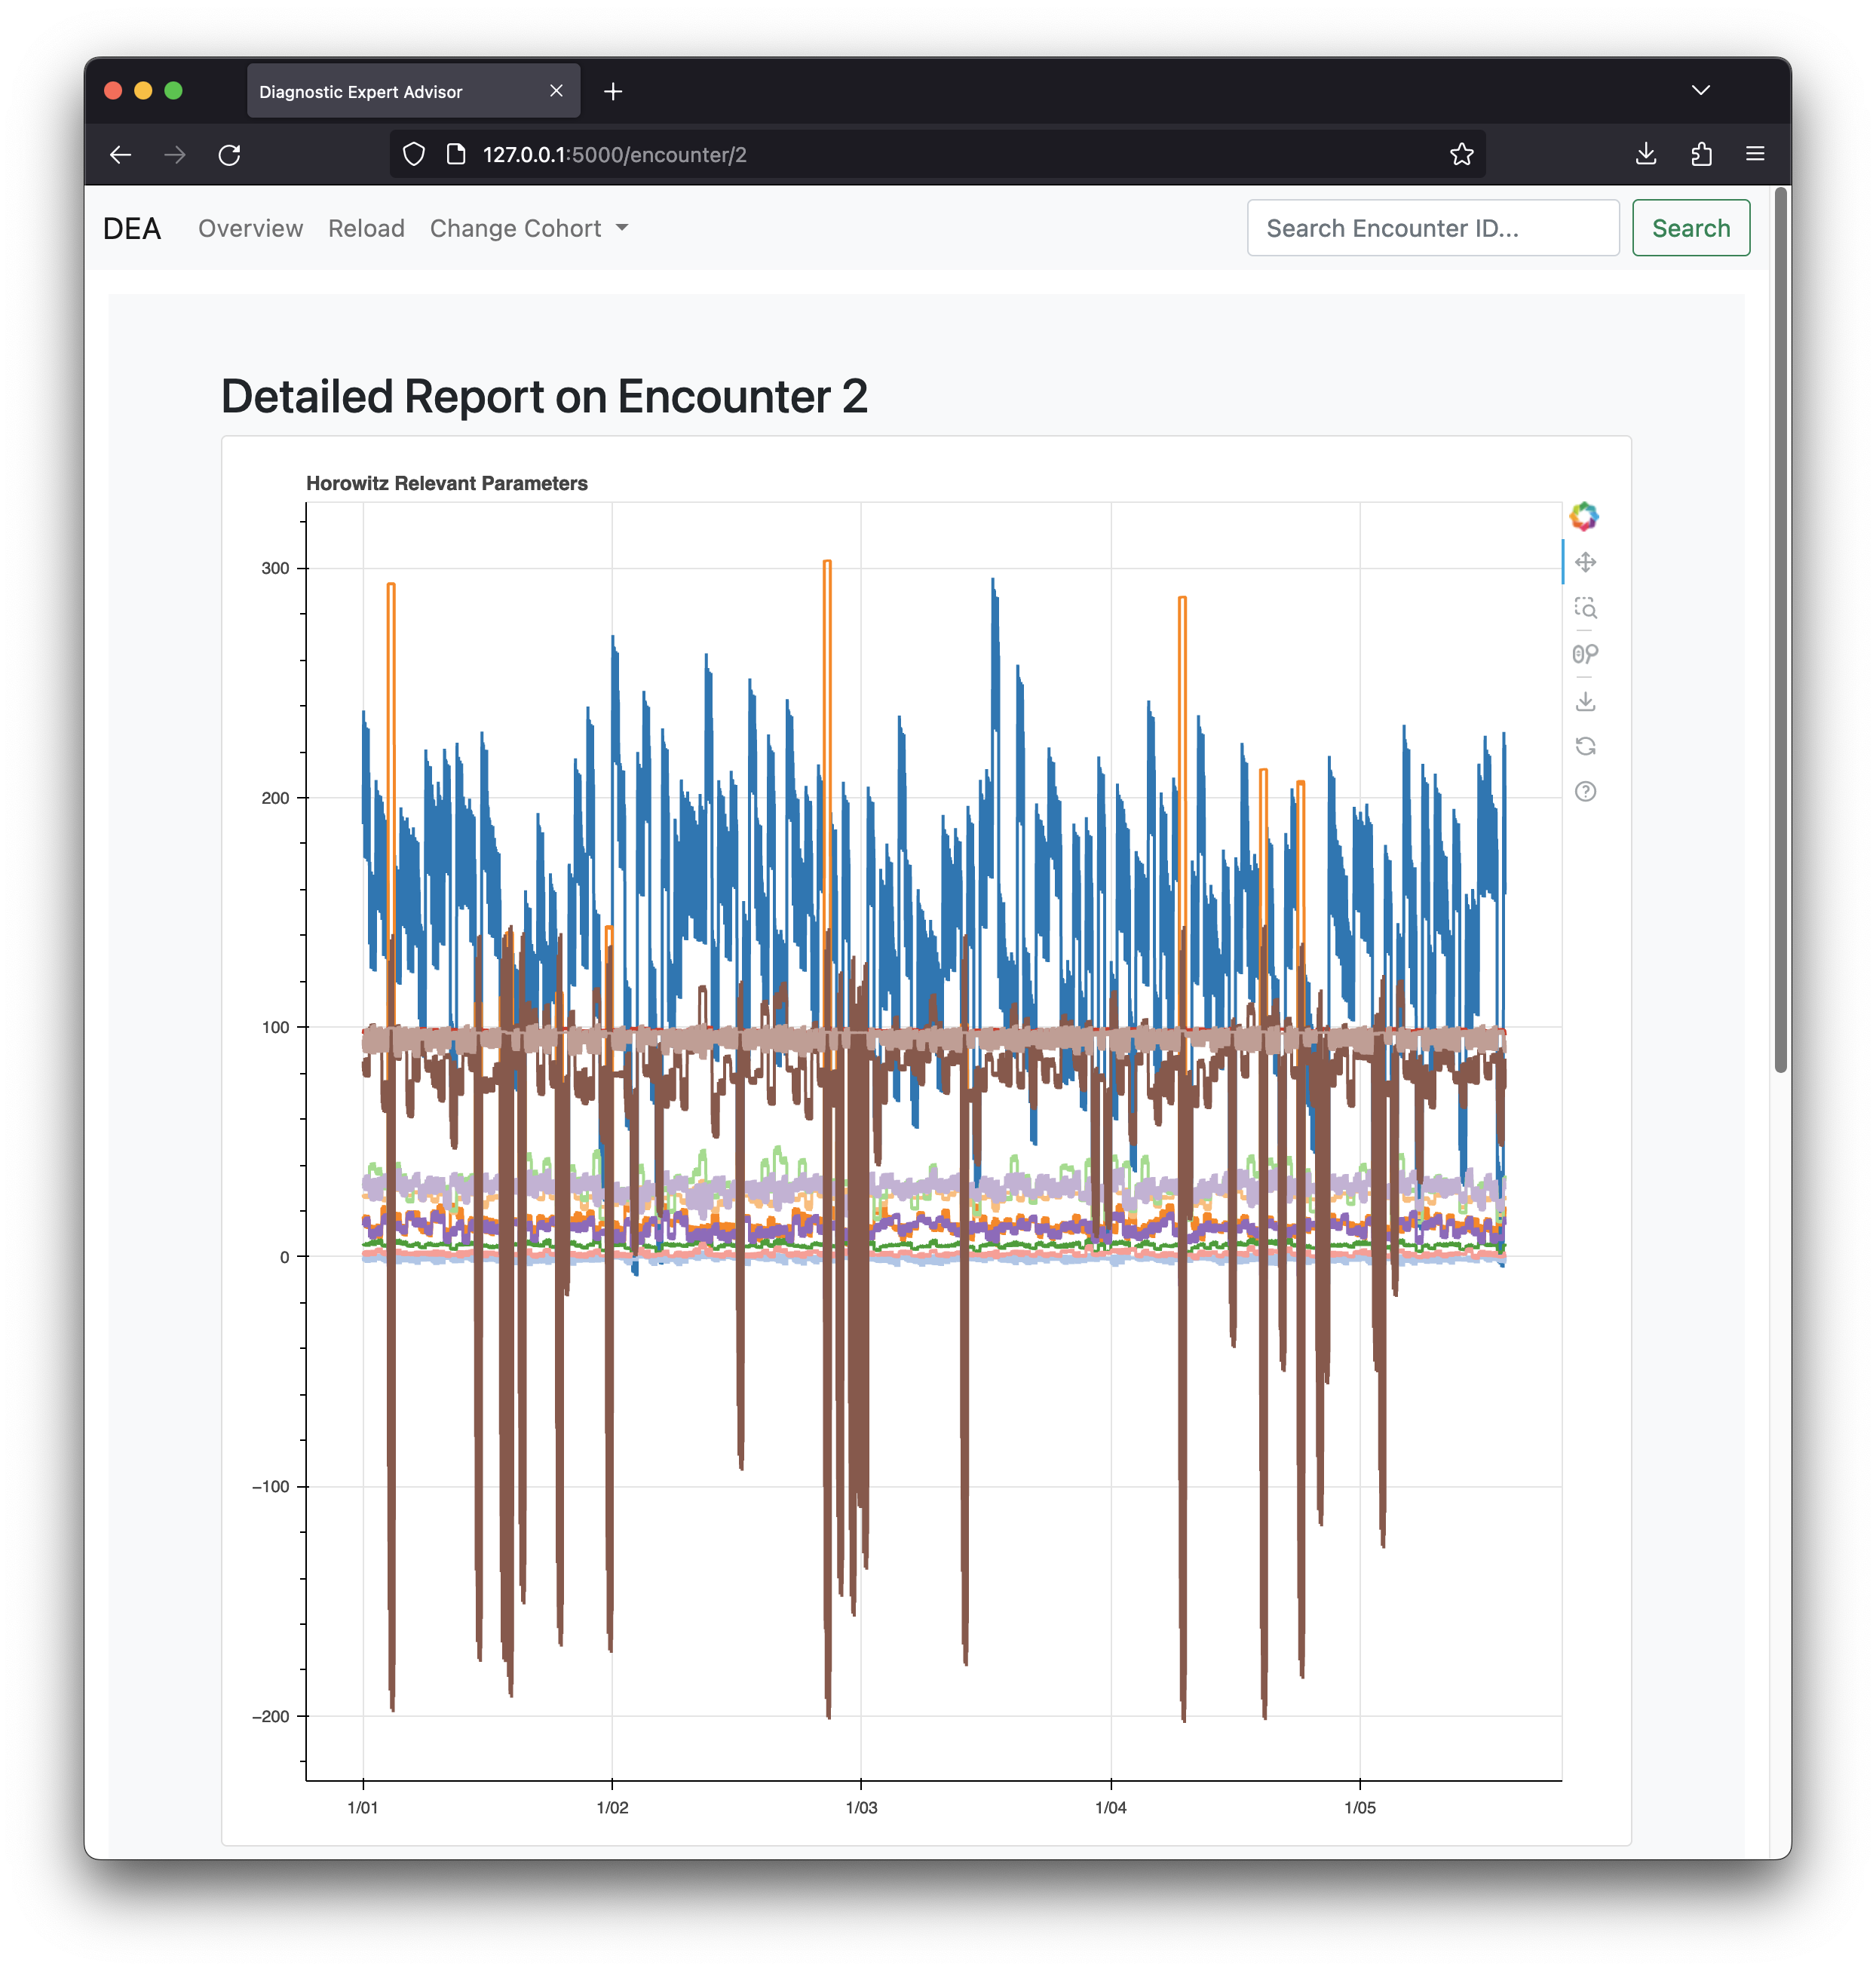 Diagnostic Expert Advisor
127.0.0.1:5000/encounter/2
DEA Overview Reload Change Cohort Search Encounter ID... Search
Detailed Report on Encounter 2
Horowitz Relevant Parameters
300
200
100
0
−100
−200
1/01 1/02 1/03 1/04 1/05